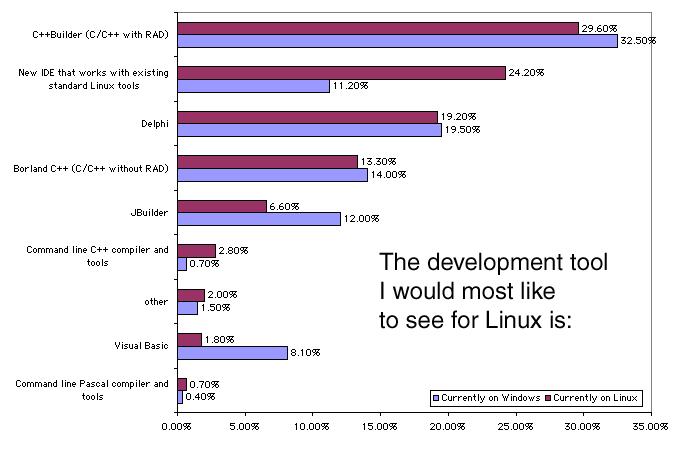 C++Builder (C/C++ with RAD)
29.60%
32.50%
New IDE that works with existing
standard Linux tools
24.20%
11.20%
Delphi
19.20%
19.50%
Borland C++ (C/C++ without RAD)
13.30%
14.00%
JBuilder
6.60%
12.00%
Command line C++ compiler and
tools
2.80%
0.70%
other
2.00%
1.50%
Visual Basic
1.80%
8.10%
Command line Pascal compiler and
tools
0.70%
0.40%
The development tool
I would most like
to see for Linux is:
Currently on Windows Currently on Linux
0.00% 5.00% 10.00% 15.00% 20.00% 25.00% 30.00% 35.00%